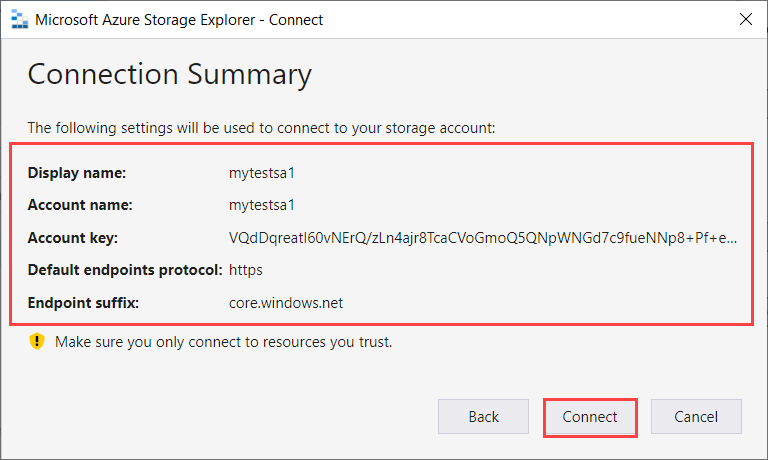 Microsoft Azure Storage Explorer - Connect
Connection Summary
The following settings will be used to connect to your storage account:
Display name: mytestsa1
Account name: mytestsa1
Account key: VQdDqreatI60vNErQ/zLn4ajr8TcaCVoGmoQ5QNpWNGd7c9fueNNp8+Pf+e...
Default endpoints protocol: https
Endpoint suffix: core.windows.net
Make sure you only connect to resources you trust.
Back Connect Cancel